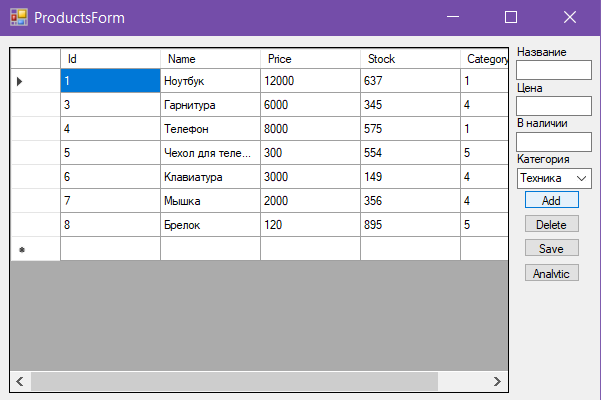 ProductsForm
Id Name Price Stock Category
1 Ноутбук 12000 637 1
3 Гарнитура 6000 345 4
4 Телефон 8000 575 1
5 Чехол для теле... 300 554 5
6 Клавиатура 3000 149 4
7 Мышка 2000 356 4
8 Брелок 120 895 5
Название
Цена
В наличии
Категория
Техника
Add
Delete
Save
Analytic